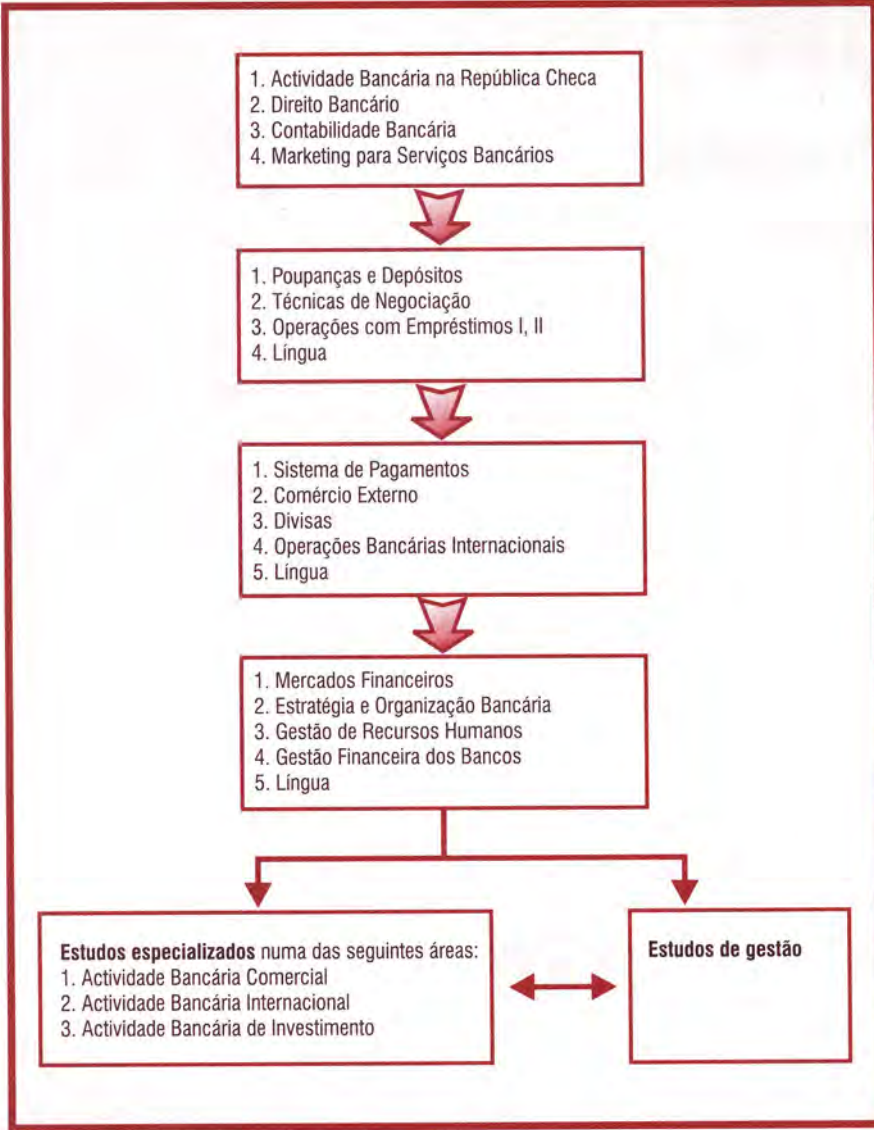 1. Actividade Bancária na República Checa
2. Direito Bancário
3. Contabilidade Bancária
4. Marketing para Serviços Bancários
1. Poupanças e Depósitos
2. Técnicas de Negociação
3. Operações com Empréstimos I, II
4. Língua
1. Sistema de Pagamentos
2. Comércio Externo
3. Divisas
4. Operações Bancárias Internacionais
5. Língua
1. Mercados Financeiros
2. Estratégia e Organização Bancária
3. Gestão de Recursos Humanos
4. Gestão Financeira dos Bancos
5. Língua
Estudos especializados numa das seguintes áreas:
1. Actividade Bancária Comercial
2. Actividade Bancária Internacional
3. Actividade Bancária de Investimento
Estudos de gestão